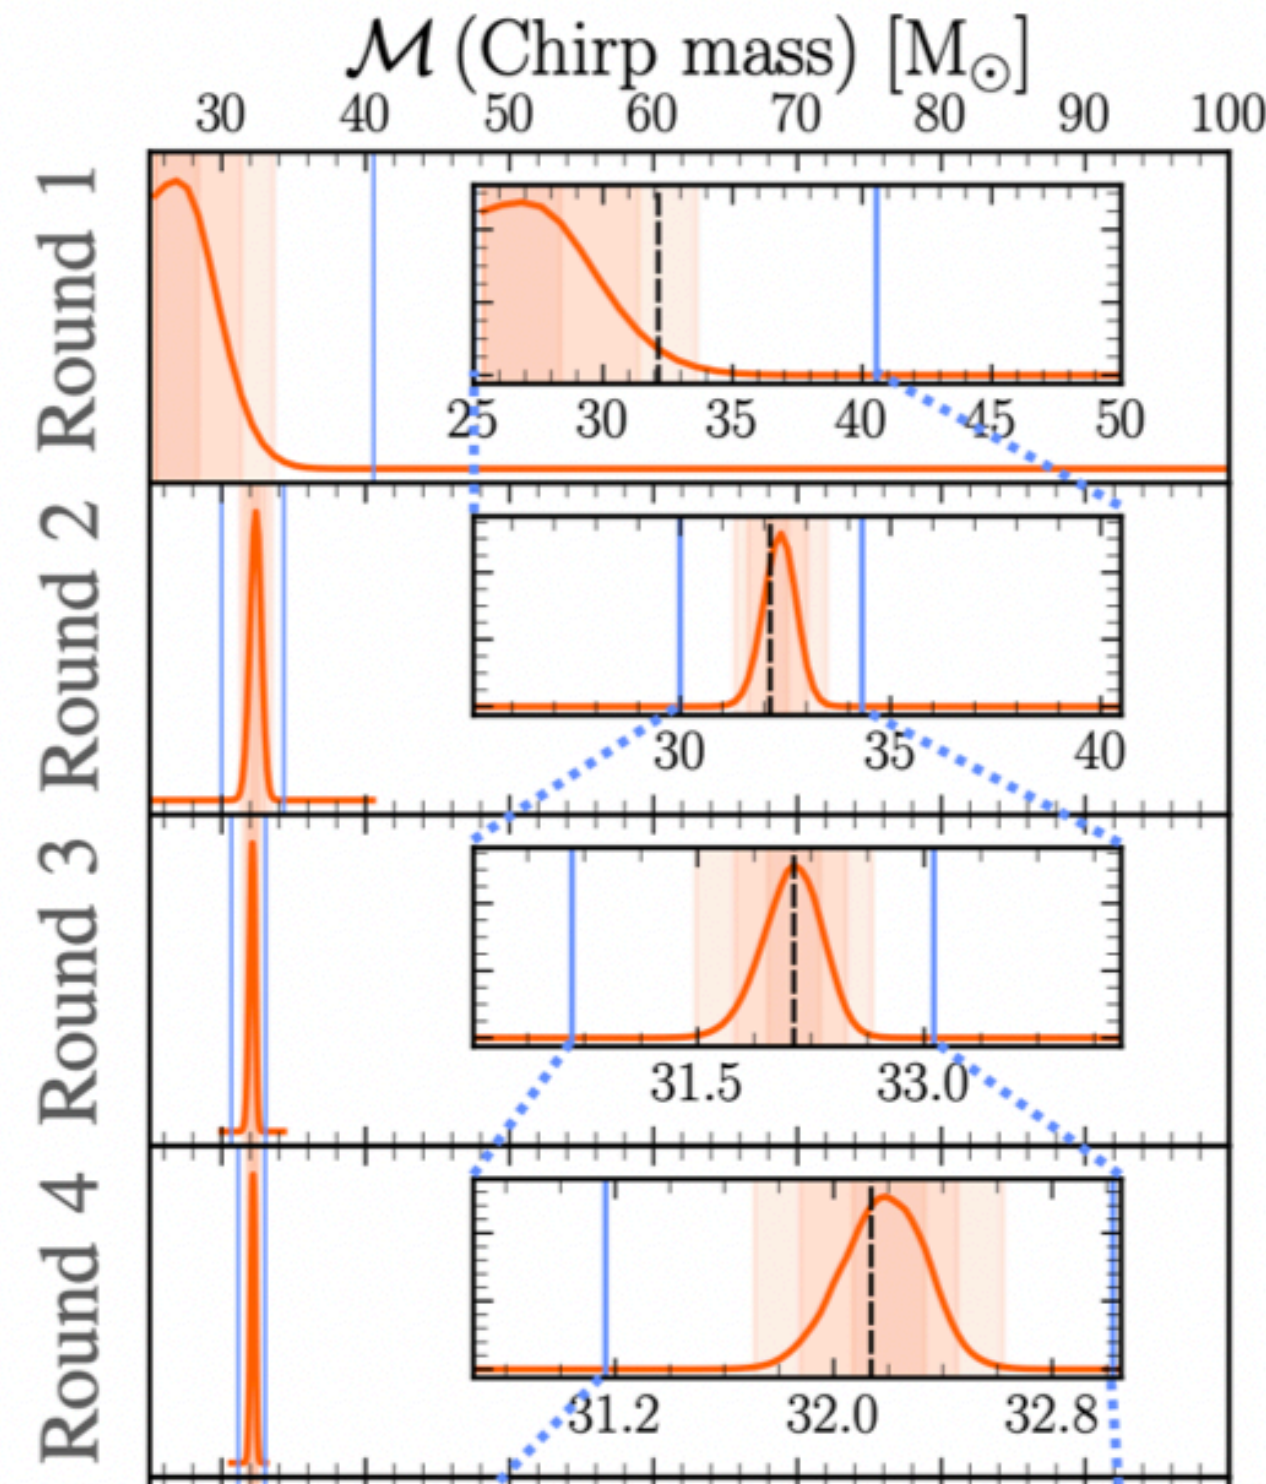 ℳ (Chirp mass) [M☉]
30 40 50 60 70 80 90 100
Round 1
25 30 35 40 45 50
Round 2
30 35 40
Round 3
31.5 33.0
Round 4
31.2 32.0 32.8